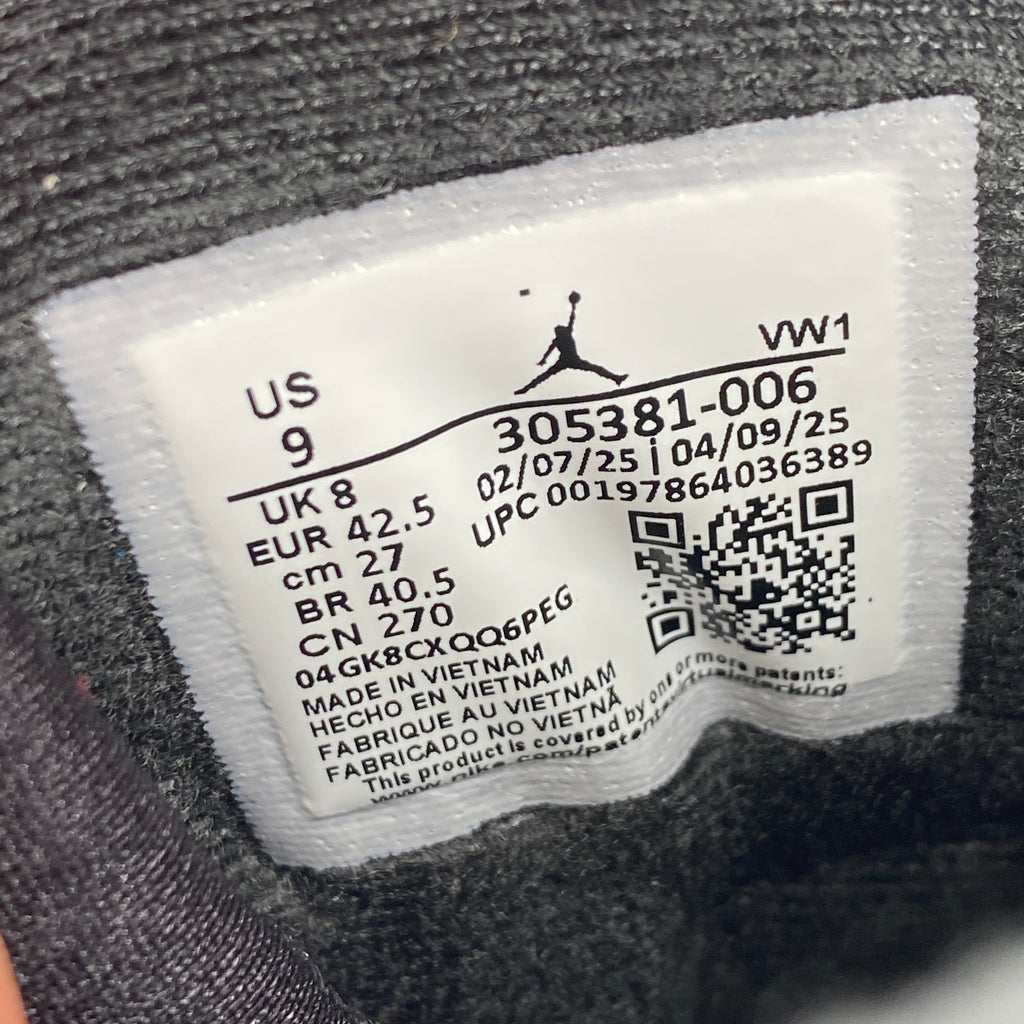 US
9
VW1
305381-006
02/07/25 | 04/09/25
UPC 00197864036389
UK 8
EUR 42.5
cm 27
BR 40.5
CN 270
04GK8CXQQ6PEG
MADE IN VIETNAM
HECHO EN VIETNAM
FABRIQUE AU VIETNAM
FABRICADO NO VIETNÃ
This product is covered by one or more patents: